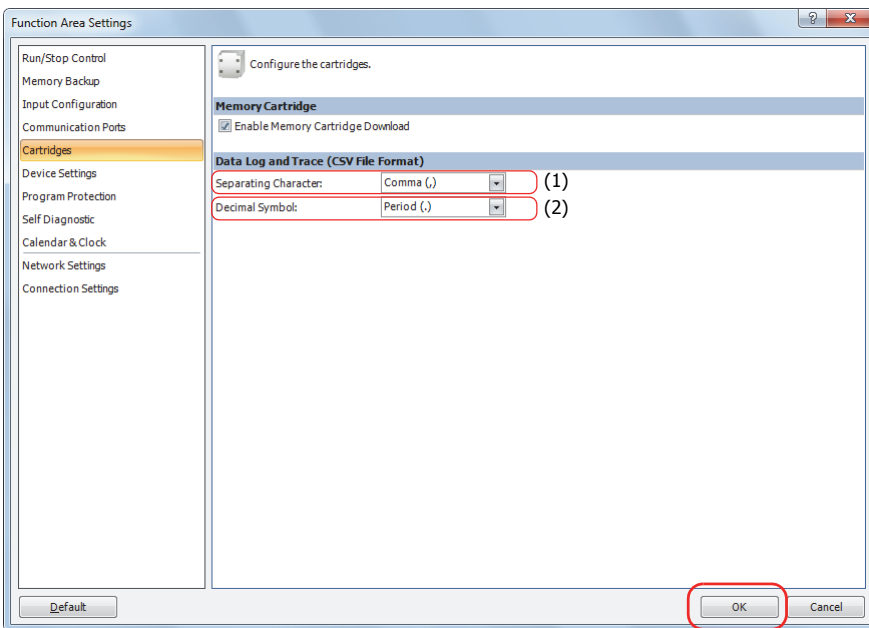 Function Area Settings
Run/Stop Control
Memory Backup
Input Configuration
Communication Ports
Cartridges
Device Settings
Program Protection
Self Diagnostic
Calendar & Clock
Network Settings
Connection Settings
Configure the cartridges.
Memory Cartridge
Enable Memory Cartridge Download
Data Log and Trace (CSV File Format)
Separating Character: Comma (,) (1)
Decimal Symbol: Period (.) (2)
Default OK Cancel